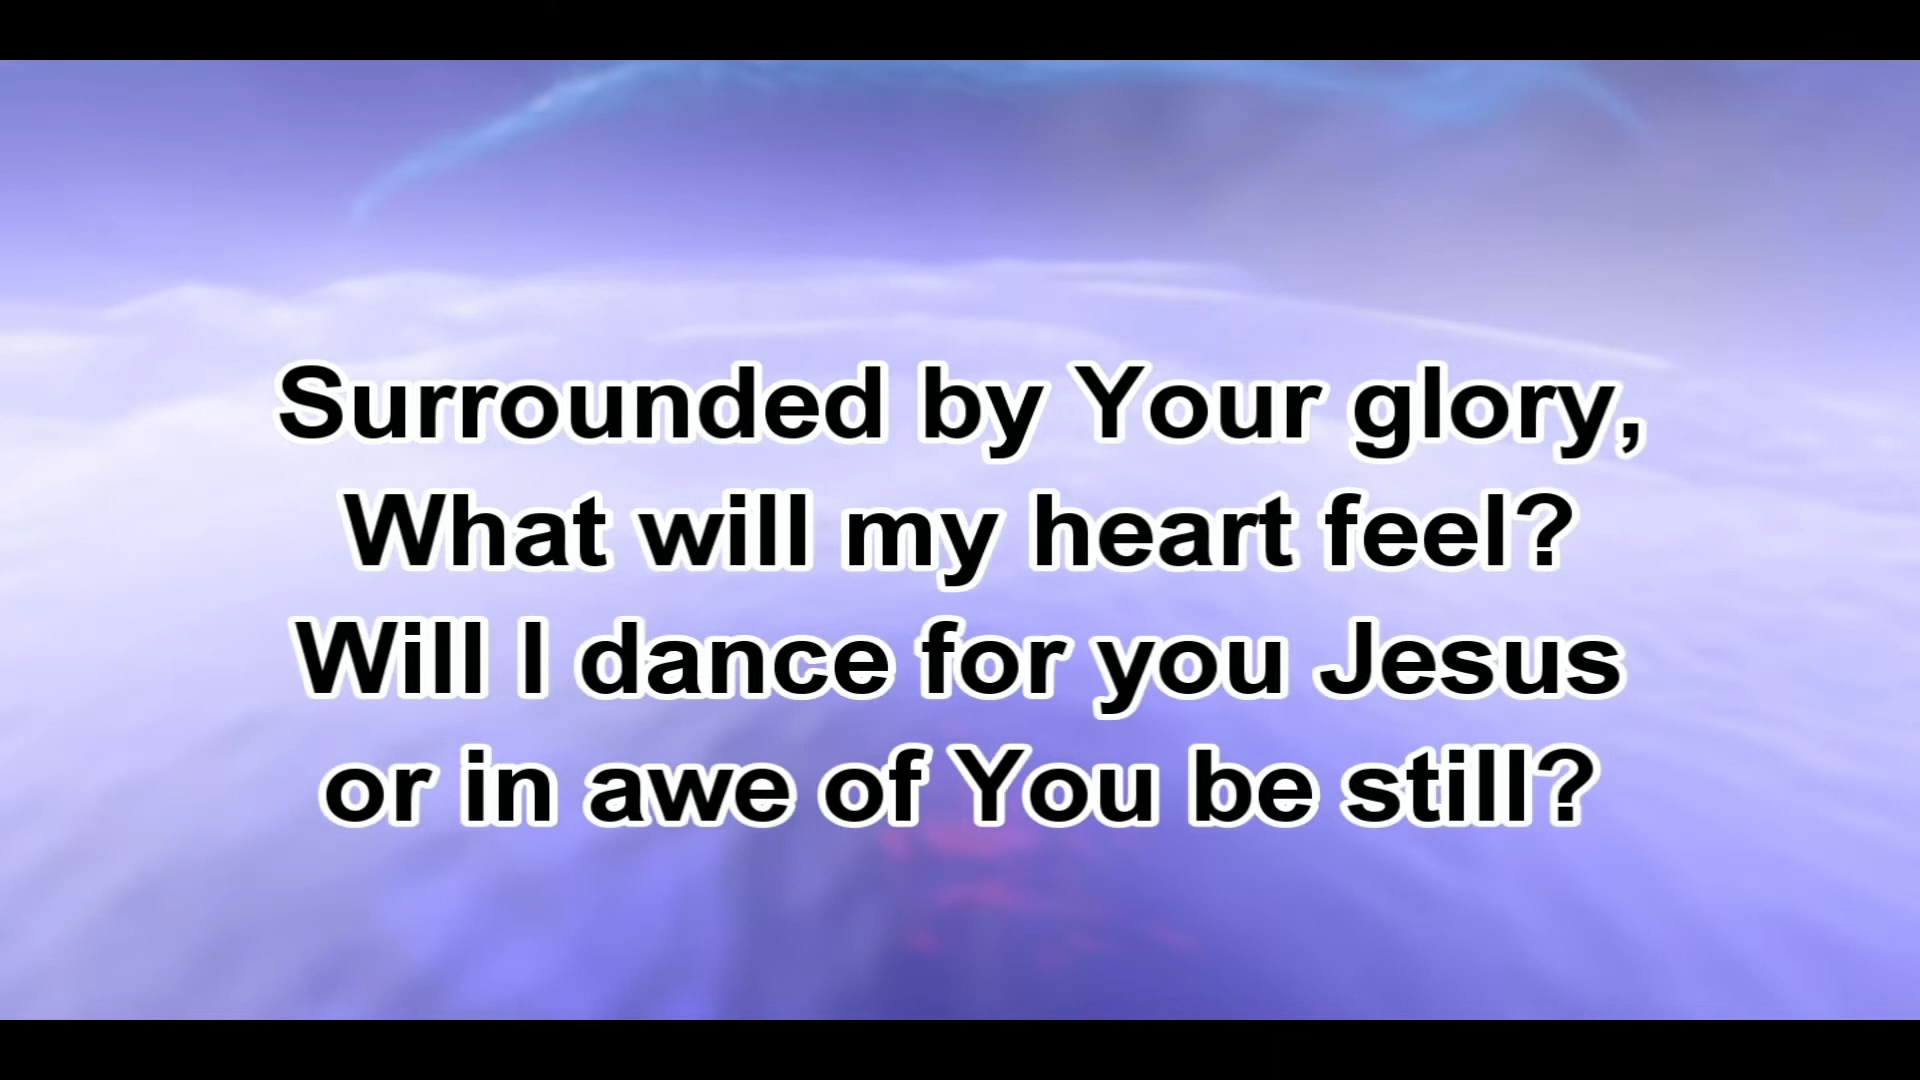 Surrounded by Your glory,
What will my heart feel?
Will I dance for you Jesus
or in awe of You be still?